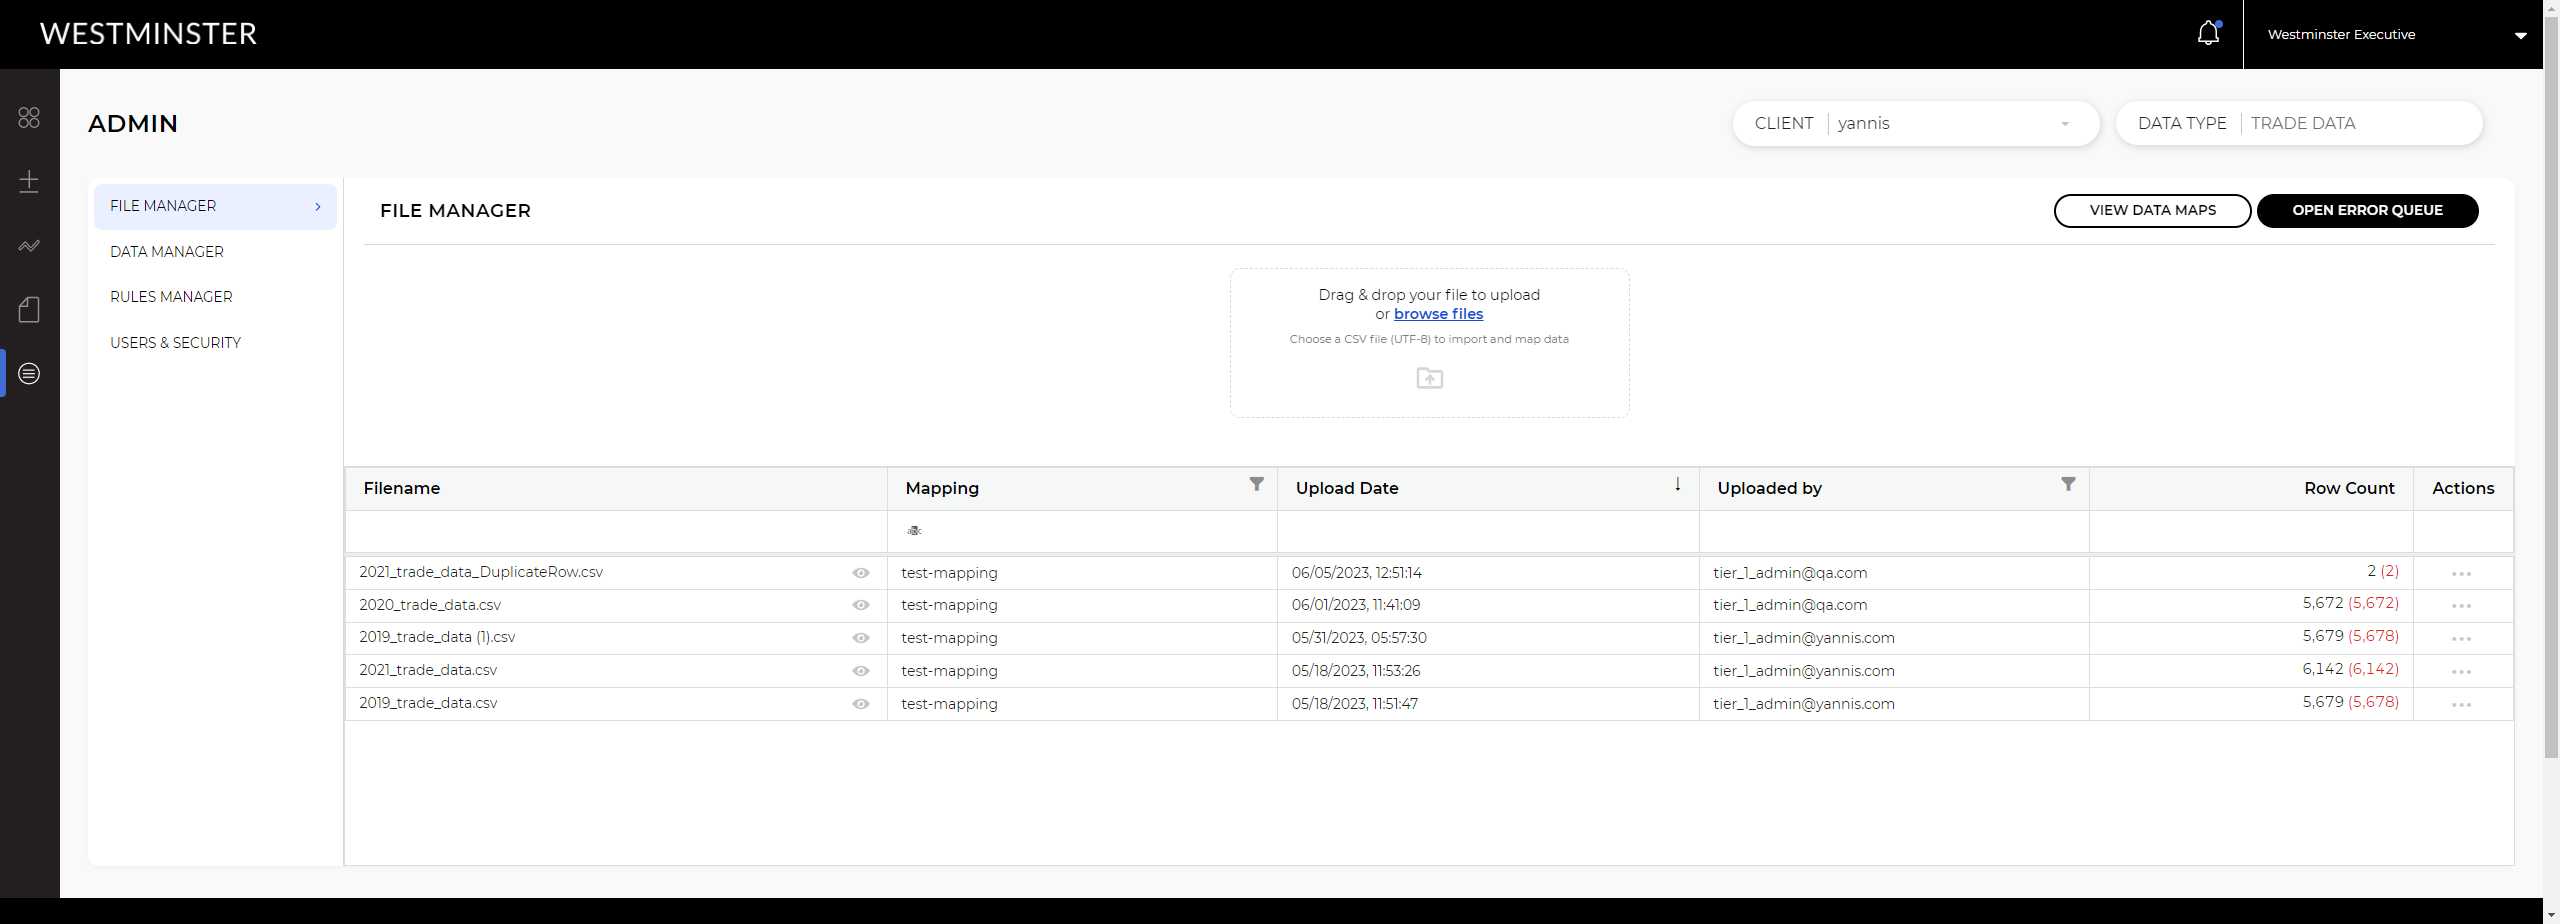 WESTMINSTER
Westminster Executive
ADMIN
CLIENT yannis
DATA TYPE TRADE DATA
FILE MANAGER
DATA MANAGER
RULES MANAGER
USERS & SECURITY
FILE MANAGER
VIEW DATA MAPS
OPEN ERROR QUEUE
Drag & drop your file to upload
or browse files
Choose a CSV file (UTF-8) to import and map data
Filename Mapping Upload Date Uploaded by Row Count Actions
abc
2021_trade_data_DuplicateRow.csv test-mapping 06/05/2023, 12:51:14 tier_1_admin@qa.com 2 (2)
2020_trade_data.csv test-mapping 06/01/2023, 11:41:09 tier_1_admin@qa.com 5,672 (5,672)
2019_trade_data (1).csv test-mapping 05/31/2023, 05:57:30 tier_1_admin@yannis.com 5,679 (5,678)
2021_trade_data.csv test-mapping 05/18/2023, 11:53:26 tier_1_admin@yannis.com 6,142 (6,142)
2019_trade_data.csv test-mapping 05/18/2023, 11:51:47 tier_1_admin@yannis.com 5,679 (5,678)